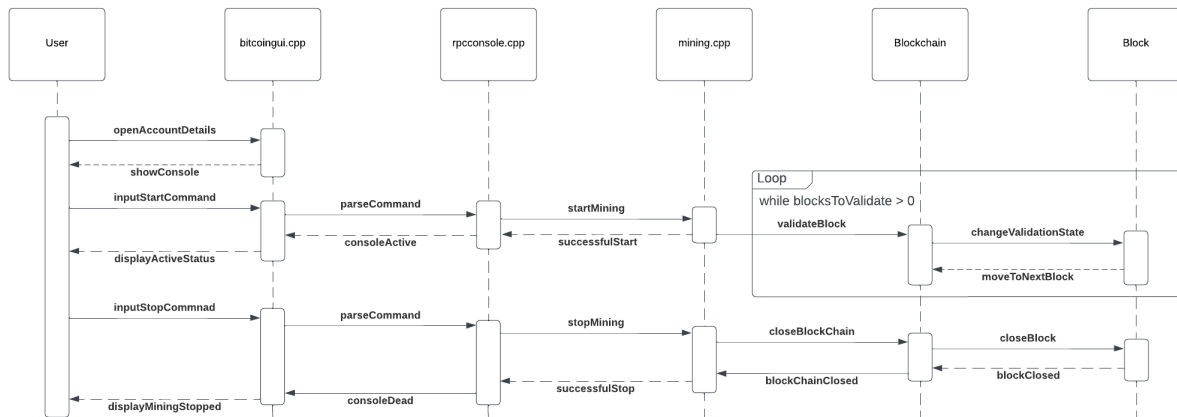 User
bitcoingui.cpp
rpcconsole.cpp
mining.cpp
Blockchain
Block
openAccountDetails
showConsole
Loop
while blocksToValidate > 0
inputStartCommand
parseCommand
startMining
validateBlock
changeValidationState
displayActiveStatus
consoleActive
successfulStart
moveToNextBlock
inputStopCommnad
parseCommand
stopMining
closeBlockChain
closeBlock
displayMiningStopped
consoleDead
successfulStop
blockChainClosed
blockClosed